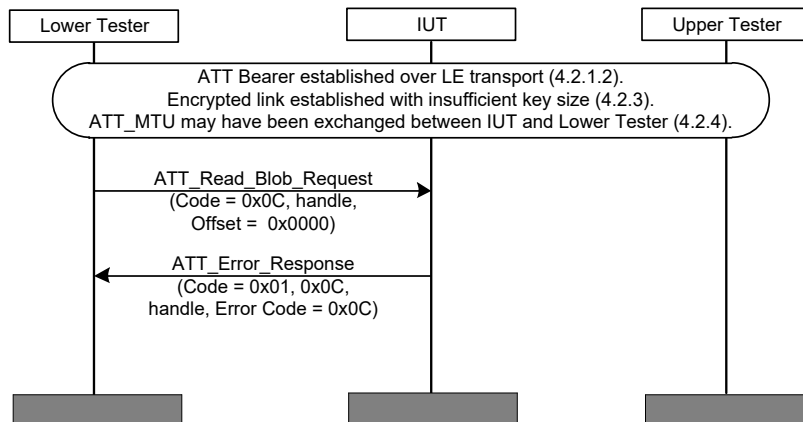 Lower Tester
IUT
Upper Tester
ATT Bearer established over LE transport (4.2.1.2).
Encrypted link established with insufficient key size (4.2.3).
ATT_MTU may have been exchanged between IUT and Lower Tester (4.2.4).
ATT_Read_Blob_Request
(Code = 0x0C, handle,
Offset = 0x0000)
ATT_Error_Response
(Code = 0x01, 0x0C,
handle, Error Code = 0x0C)